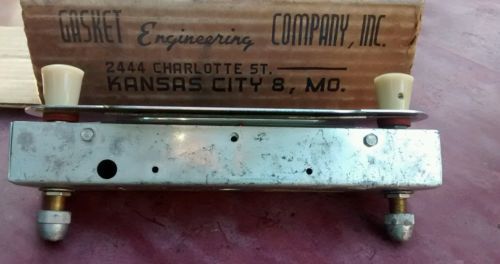 GASKET Engineering COMPANY, INC.
2444 CHARLOTTE ST.
KANSAS CITY 8, MO.